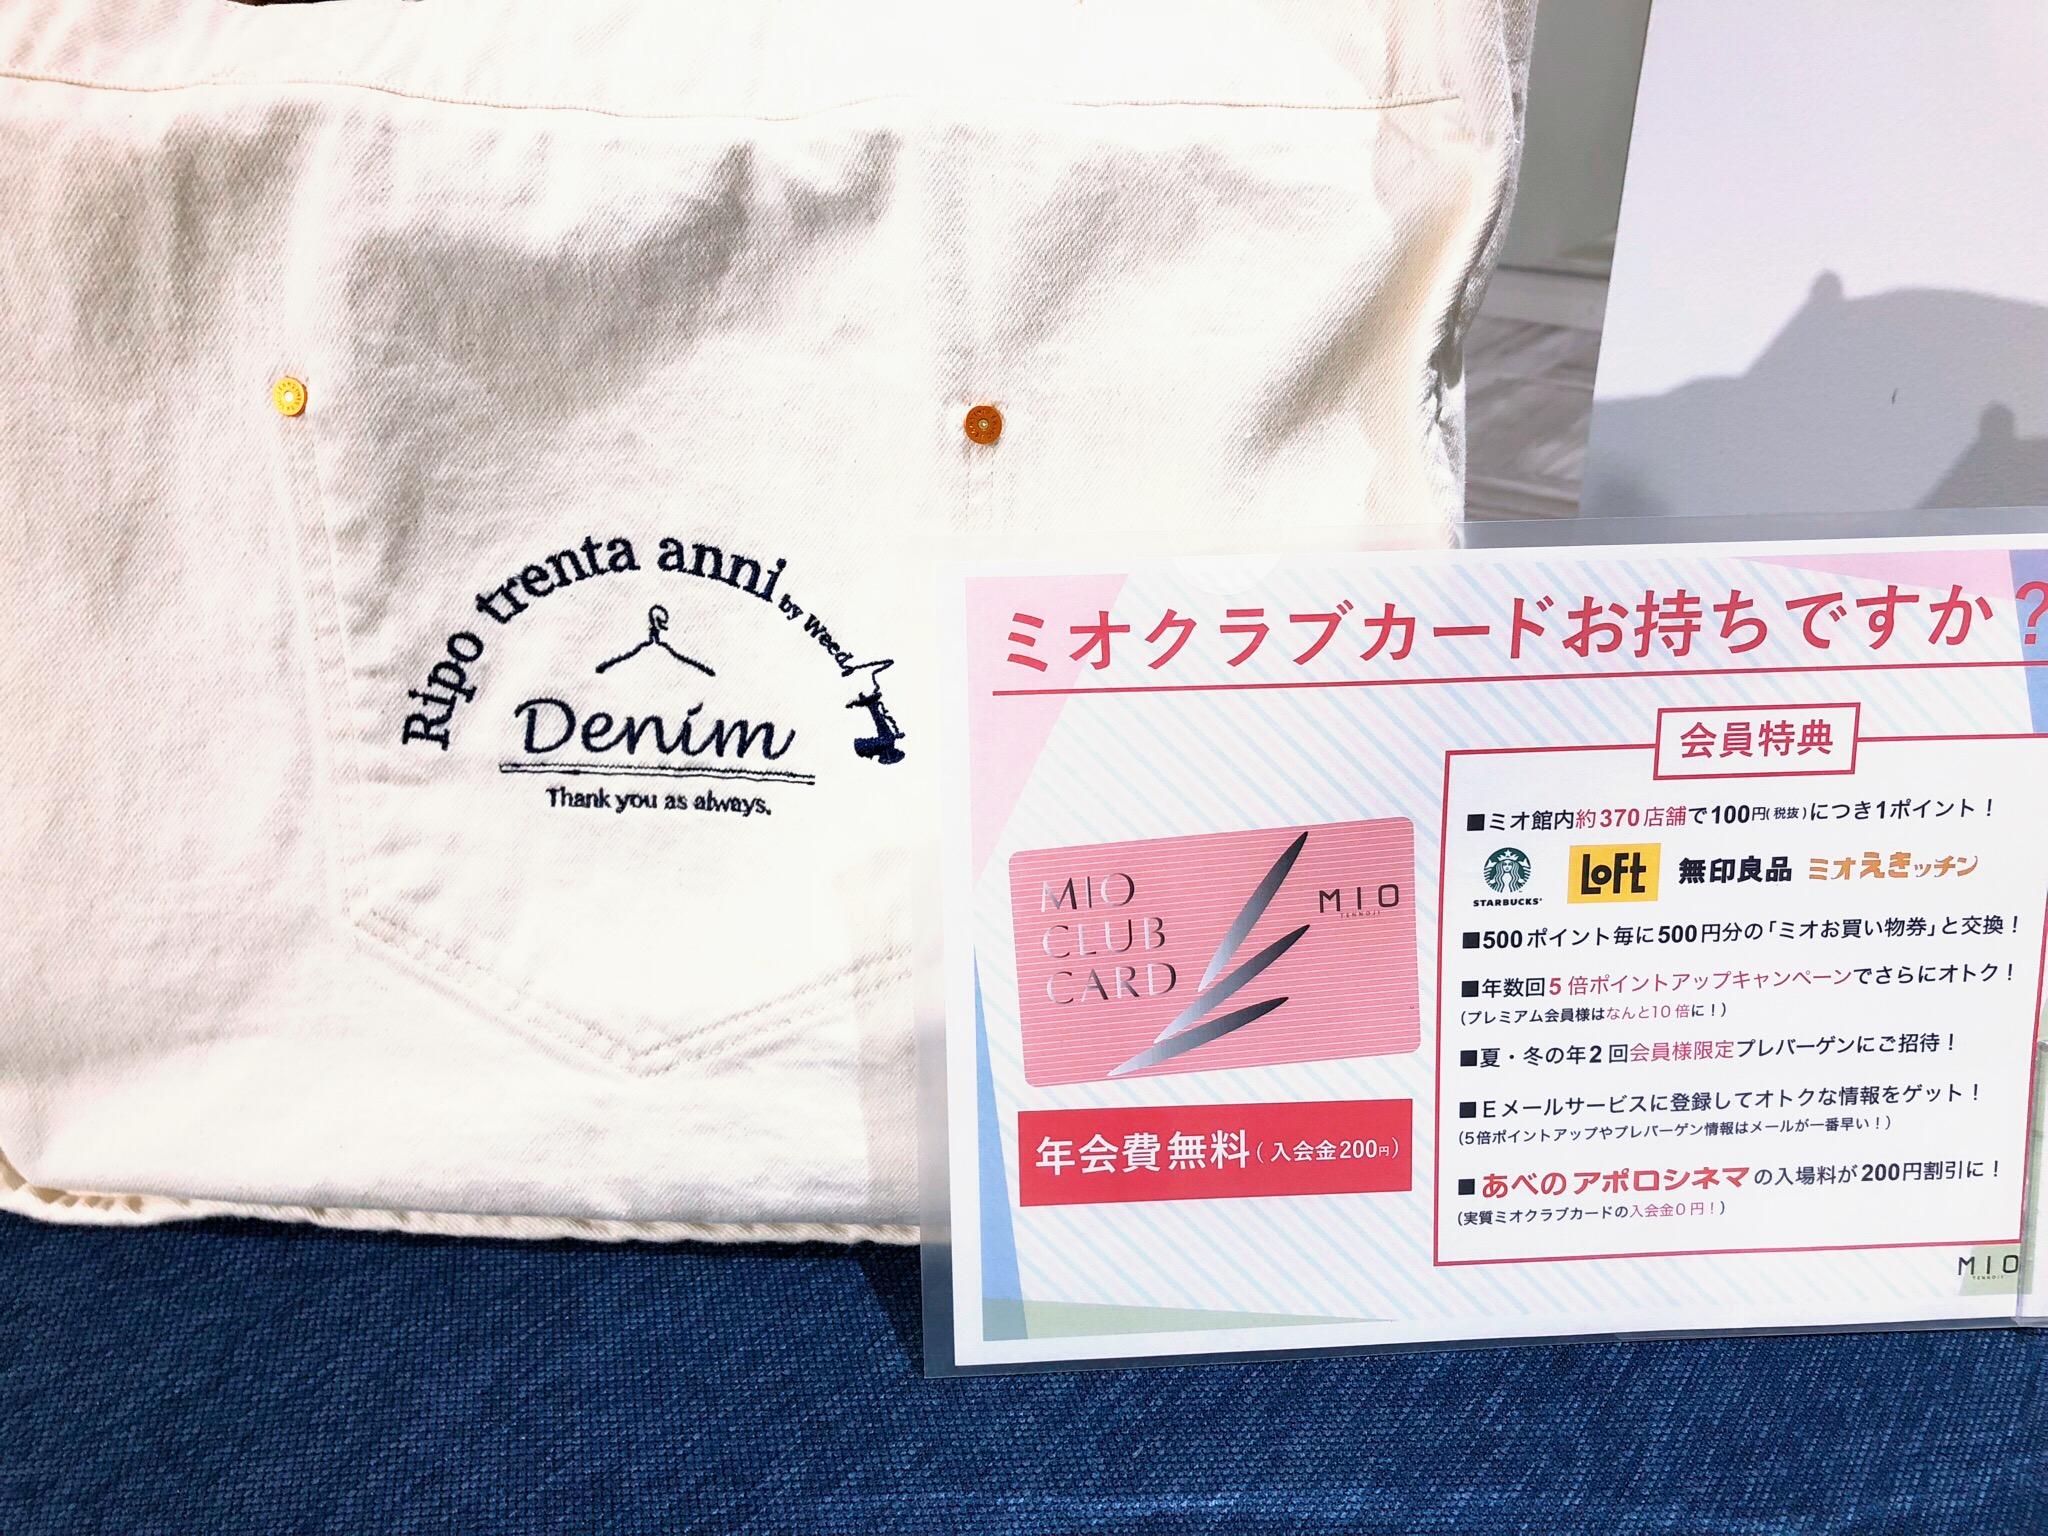 Ripo trenta anni by Weed
Denim
Thank you as always.
ミオクラブカードお持ちですか？
MIO
CLUB
CARD
MIO
TENNOJI
年会費無料(入会金200円)
会員特典
■ミオ館内約370店舗で100円(税抜)につき1ポイント！
STARBUCKS
LOFT
無印良品
ミオえきッチン
■500ポイント毎に500円分の「ミオお買い物券」と交換！
■年数回5倍ポイントアップキャンペーンでさらにオトク！
(プレミアム会員様はなんと10倍に！)
■夏・冬の年2回会員様限定プレバーゲンにご招待！
■Eメールサービスに登録してオトクな情報をゲット！
(5倍ポイントアップやプレバーゲン情報はメールが一番早い！)
■あべのアポロシネマの入場料が200円割引に！
(実質ミオクラブカードの入会金0円！)
MIO
TENNOJI